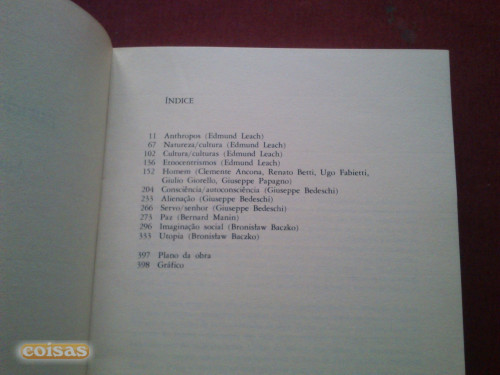 ÍNDICE
11 Anthropos (Edmund Leach)
67 Natureza/cultura (Edmund Leach)
102 Cultura/culturas (Edmund Leach)
136 Etnocentrismos (Edmund Leach)
152 Homem (Clemente Ancona, Renato Betti, Ugo Fabietti,
Giulio Giorello, Giuseppe Papagno)
204 Consciência/autoconsciência (Giuseppe Bedeschi)
233 Alienação (Giuseppe Bedeschi)
266 Servo/senhor (Giuseppe Bedeschi)
273 Paz (Bernard Manin)
296 Imaginação social (Bronisław Baczko)
333 Utopia (Bronisław Baczko)
397 Plano da obra
398 Gráfico
coisas